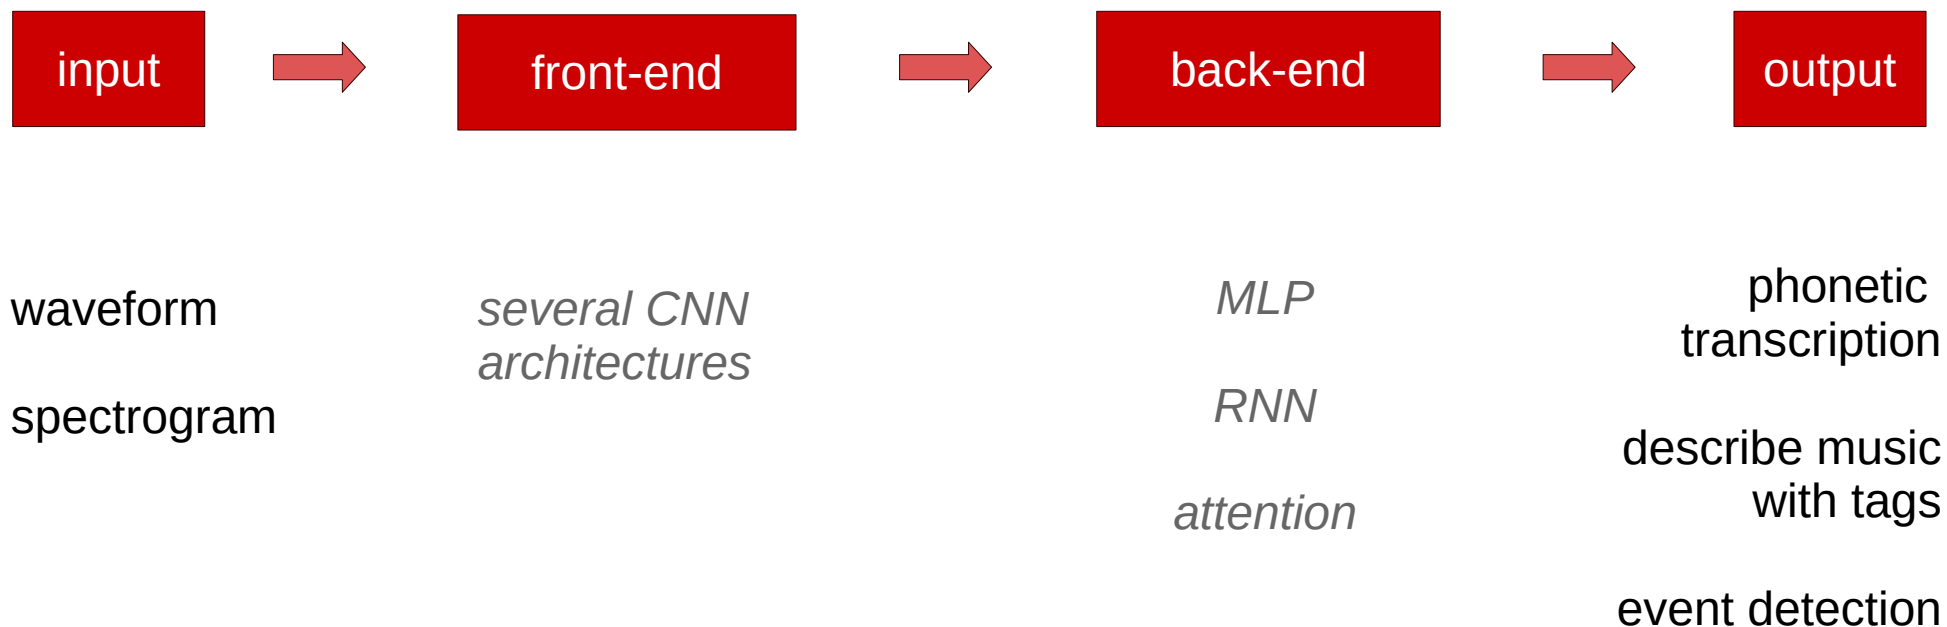 input
front-end
back-end
output
waveform
spectrogram
several CNN
architectures
MLP
RNN
attention
phonetic
transcription
describe music
with tags
event detection